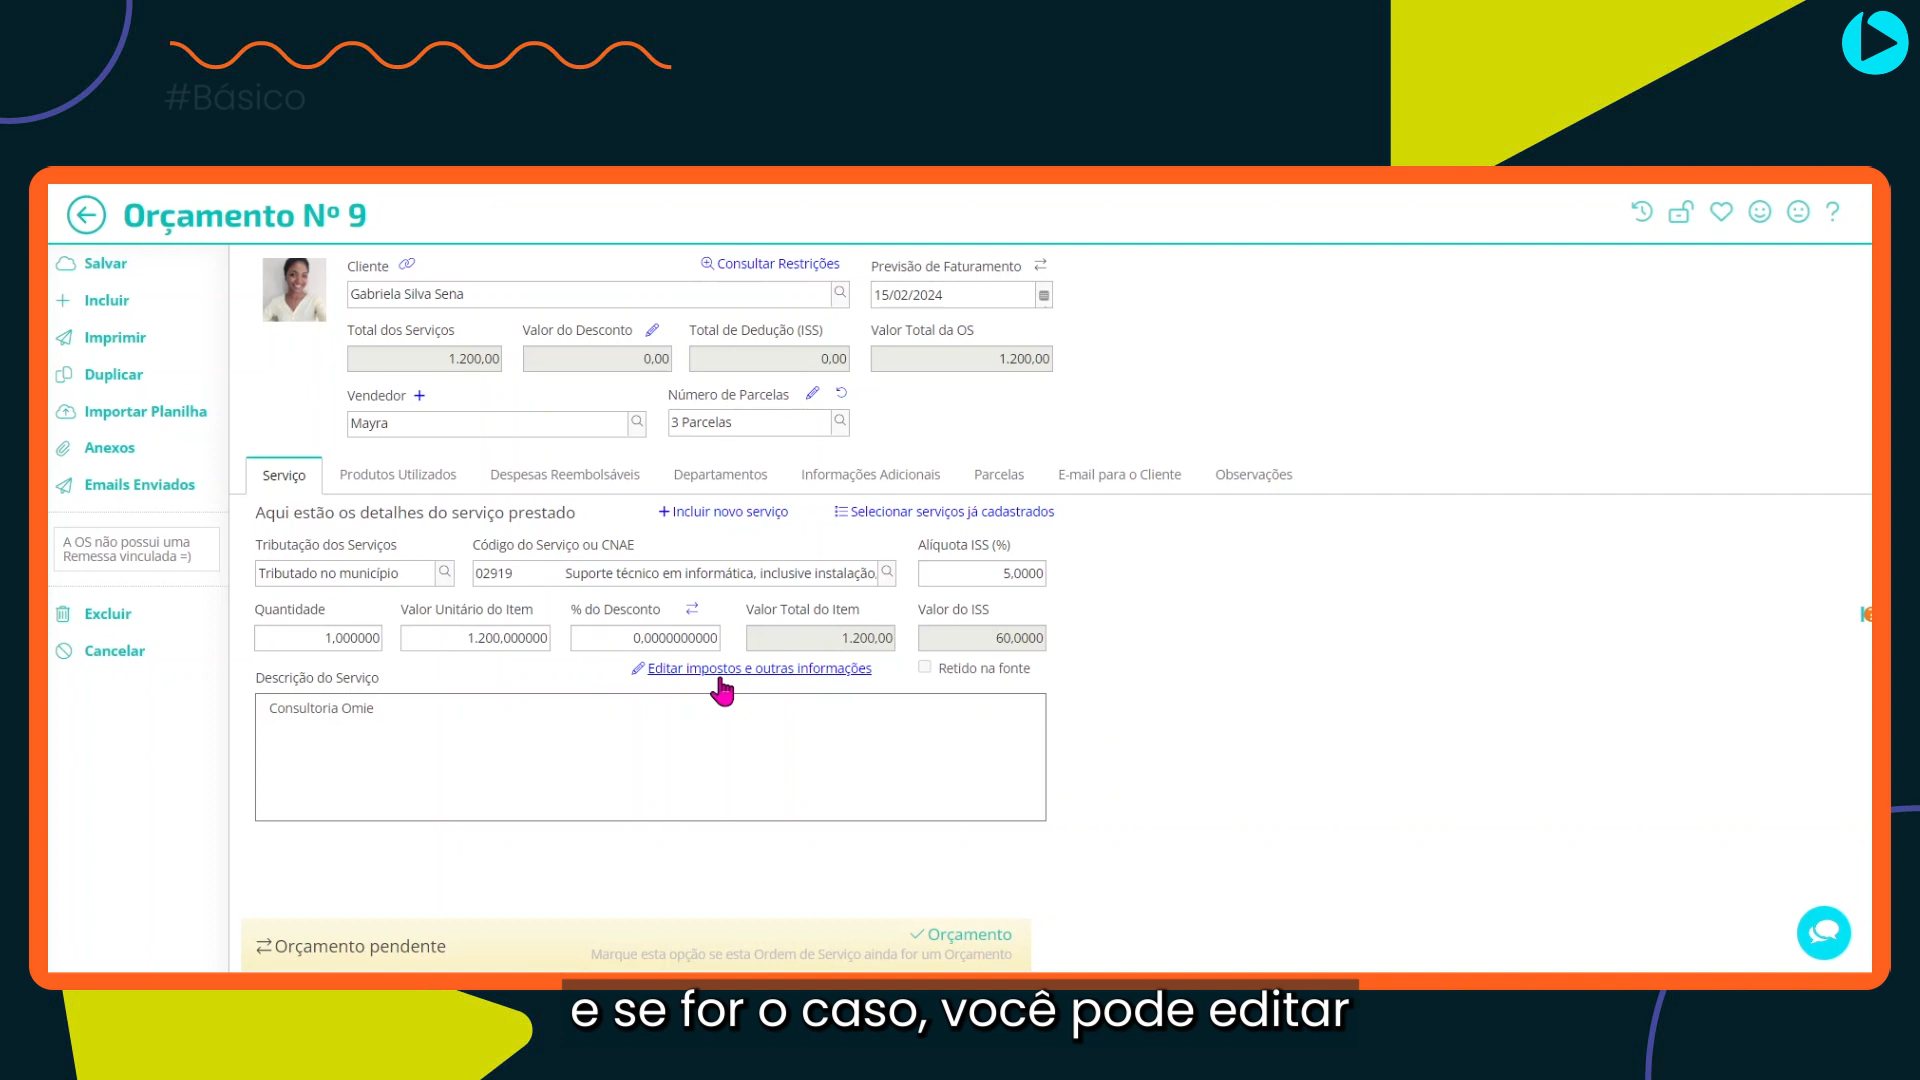 #Básico
Orçamento Nº 9
?
Salvar
Incluir
Imprimir
Duplicar
Importar Planilha
Anexos
Emails Enviados
A OS não possui uma
Remessa vinculada =)
Excluir
Cancelar
Cliente
Consultar Restrições
Previsão de Faturamento
Gabriela Silva Sena
15/02/2024
Total dos Serviços
Valor do Desconto
Total de Dedução (ISS)
Valor Total da OS
1.200,00
0,00
0,00
1.200,00
Vendedor
Número de Parcelas
Mayra
3 Parcelas
Serviço
Produtos Utilizados
Despesas Reembolsáveis
Departamentos
Informações Adicionais
Parcelas
E-mail para o Cliente
Observações
Aqui estão os detalhes do serviço prestado
Incluir novo serviço
Selecionar serviços já cadastrados
Tributação dos Serviços
Código do Serviço ou CNAE
Alíquota ISS (%)
Tributado no município
02919 Suporte técnico em informática, inclusive instalação,
5,0000
Quantidade
Valor Unitário do Item
% do Desconto
Valor Total do Item
Valor do ISS
1,000000
1.200,000000
0,0000000000
1.200,00
60,0000
Editar impostos e outras informações
Retido na fonte
Descrição do Serviço
Consultoria Omie
Orçamento pendente
Orçamento
Marque esta opção se esta Ordem de Serviço ainda for um Orçamento
e se for o caso, você pode editar